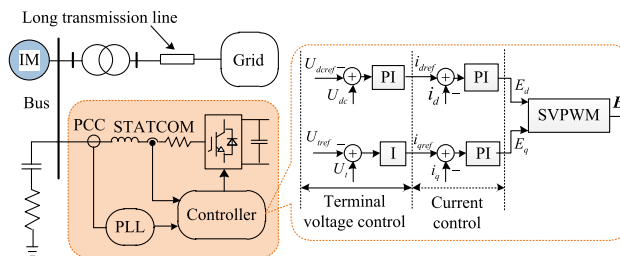 Long transmission line
IM
Grid
Bus
PCC
STATCOM
Controller
PLL
U_dcref
−
+
U_dc
PI
i_dref
+
i_d
−
PI
E_d
U_tref
−
+
U_t
I
i_qref
+
i_q
−
PI
E_q
SVPWM
E
Terminal voltage control
Current control